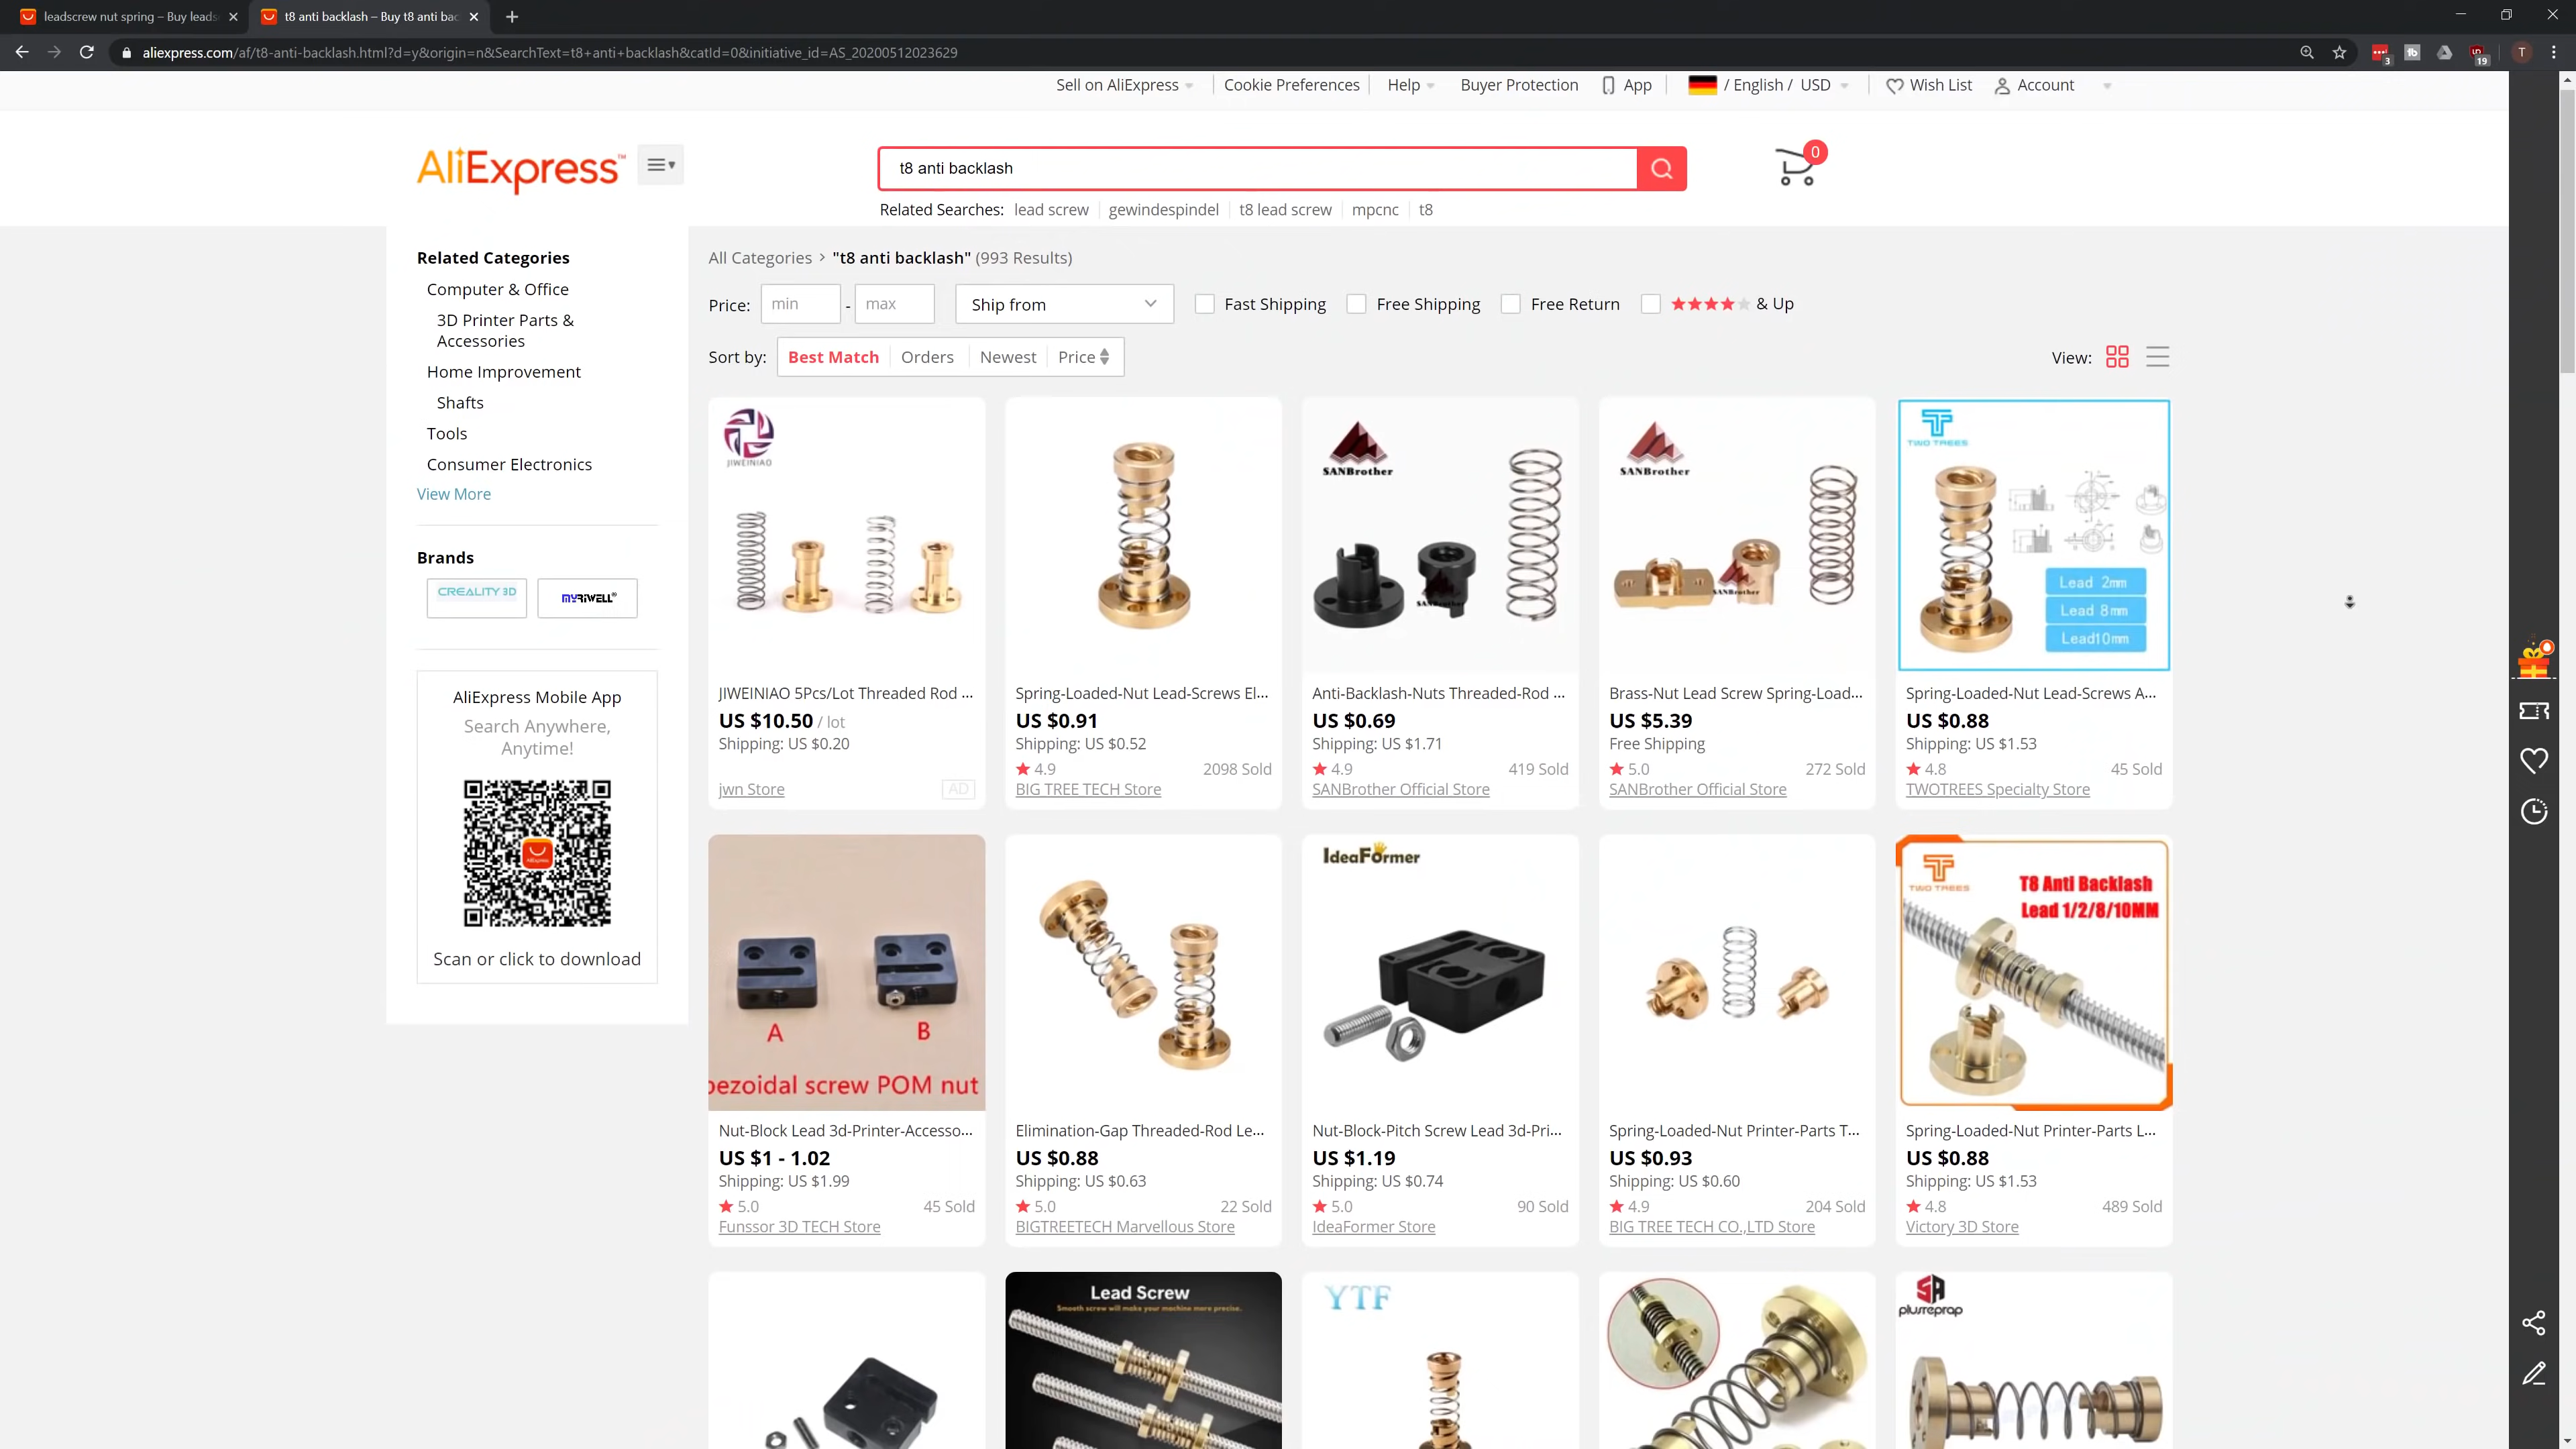 leadscrew nut spring – Buy leads
t8 anti backlash – Buy t8 anti bac
aliexpress.com/af/t8-anti-backlash.html?d=y&origin=n&SearchText=t8+anti+backlash&catId=0&initiative_id=AS_20200512023629
3
19
T
Sell on AliExpress
Cookie Preferences
Help
Buyer Protection
App
/ English / USD
Wish List
Account
AliExpress™
t8 anti backlash
0
Related Searches: lead screw gewindespindel t8 lead screw mpcnc t8
Related Categories
Computer & Office
3D Printer Parts &
Accessories
Home Improvement
Shafts
Tools
Consumer Electronics
View More
Brands
CREALITY 3D
MYRIWELL®
AliExpress Mobile App
Search Anywhere,
Anytime!
Scan or click to download
All Categories > "t8 anti backlash" (993 Results)
Price: min - max Ship from Fast Shipping Free Shipping Free Return & Up
Sort by: Best Match Orders Newest Price
View:
JIWEINIAO
JIWEINIAO 5Pcs/Lot Threaded Rod ...
US $10.50 / lot
Shipping: US $0.20
jwn Store
AD
Spring-Loaded-Nut Lead-Screws El...
US $0.91
Shipping: US $0.52
4.9 2098 Sold
BIG TREE TECH Store
SANBrother
Anti-Backlash-Nuts Threaded-Rod ...
US $0.69
Shipping: US $1.71
4.9 419 Sold
SANBrother Official Store
SANBrother
SANBrother
Brass-Nut Lead Screw Spring-Load...
US $5.39
Free Shipping
5.0 272 Sold
SANBrother Official Store
TWO TREES
Lead 2mm
Lead 8mm
Lead10mm
Spring-Loaded-Nut Lead-Screws A...
US $0.88
Shipping: US $1.53
4.8 45 Sold
TWOTREES Specialty Store
A
B
pezoidal screw POM nut
Nut-Block Lead 3d-Printer-Accesso...
US $1 - 1.02
Shipping: US $1.99
5.0 45 Sold
Funssor 3D TECH Store
Elimination-Gap Threaded-Rod Le...
US $0.88
Shipping: US $0.63
5.0 22 Sold
BIGTREETECH Marvellous Store
IdeaFormer
Nut-Block-Pitch Screw Lead 3d-Pri...
US $1.19
Shipping: US $0.74
5.0 90 Sold
IdeaFormer Store
Spring-Loaded-Nut Printer-Parts T...
US $0.93
Shipping: US $0.60
4.9 204 Sold
BIG TREE TECH CO.,LTD Store
TWO TREES
T8 Anti Backlash
Lead 1/2/8/10MM
Spring-Loaded-Nut Printer-Parts L...
US $0.88
Shipping: US $1.53
4.8 489 Sold
Victory 3D Store
Lead Screw
Smooth screw will make your machine more precise.
YTF
plusreprap